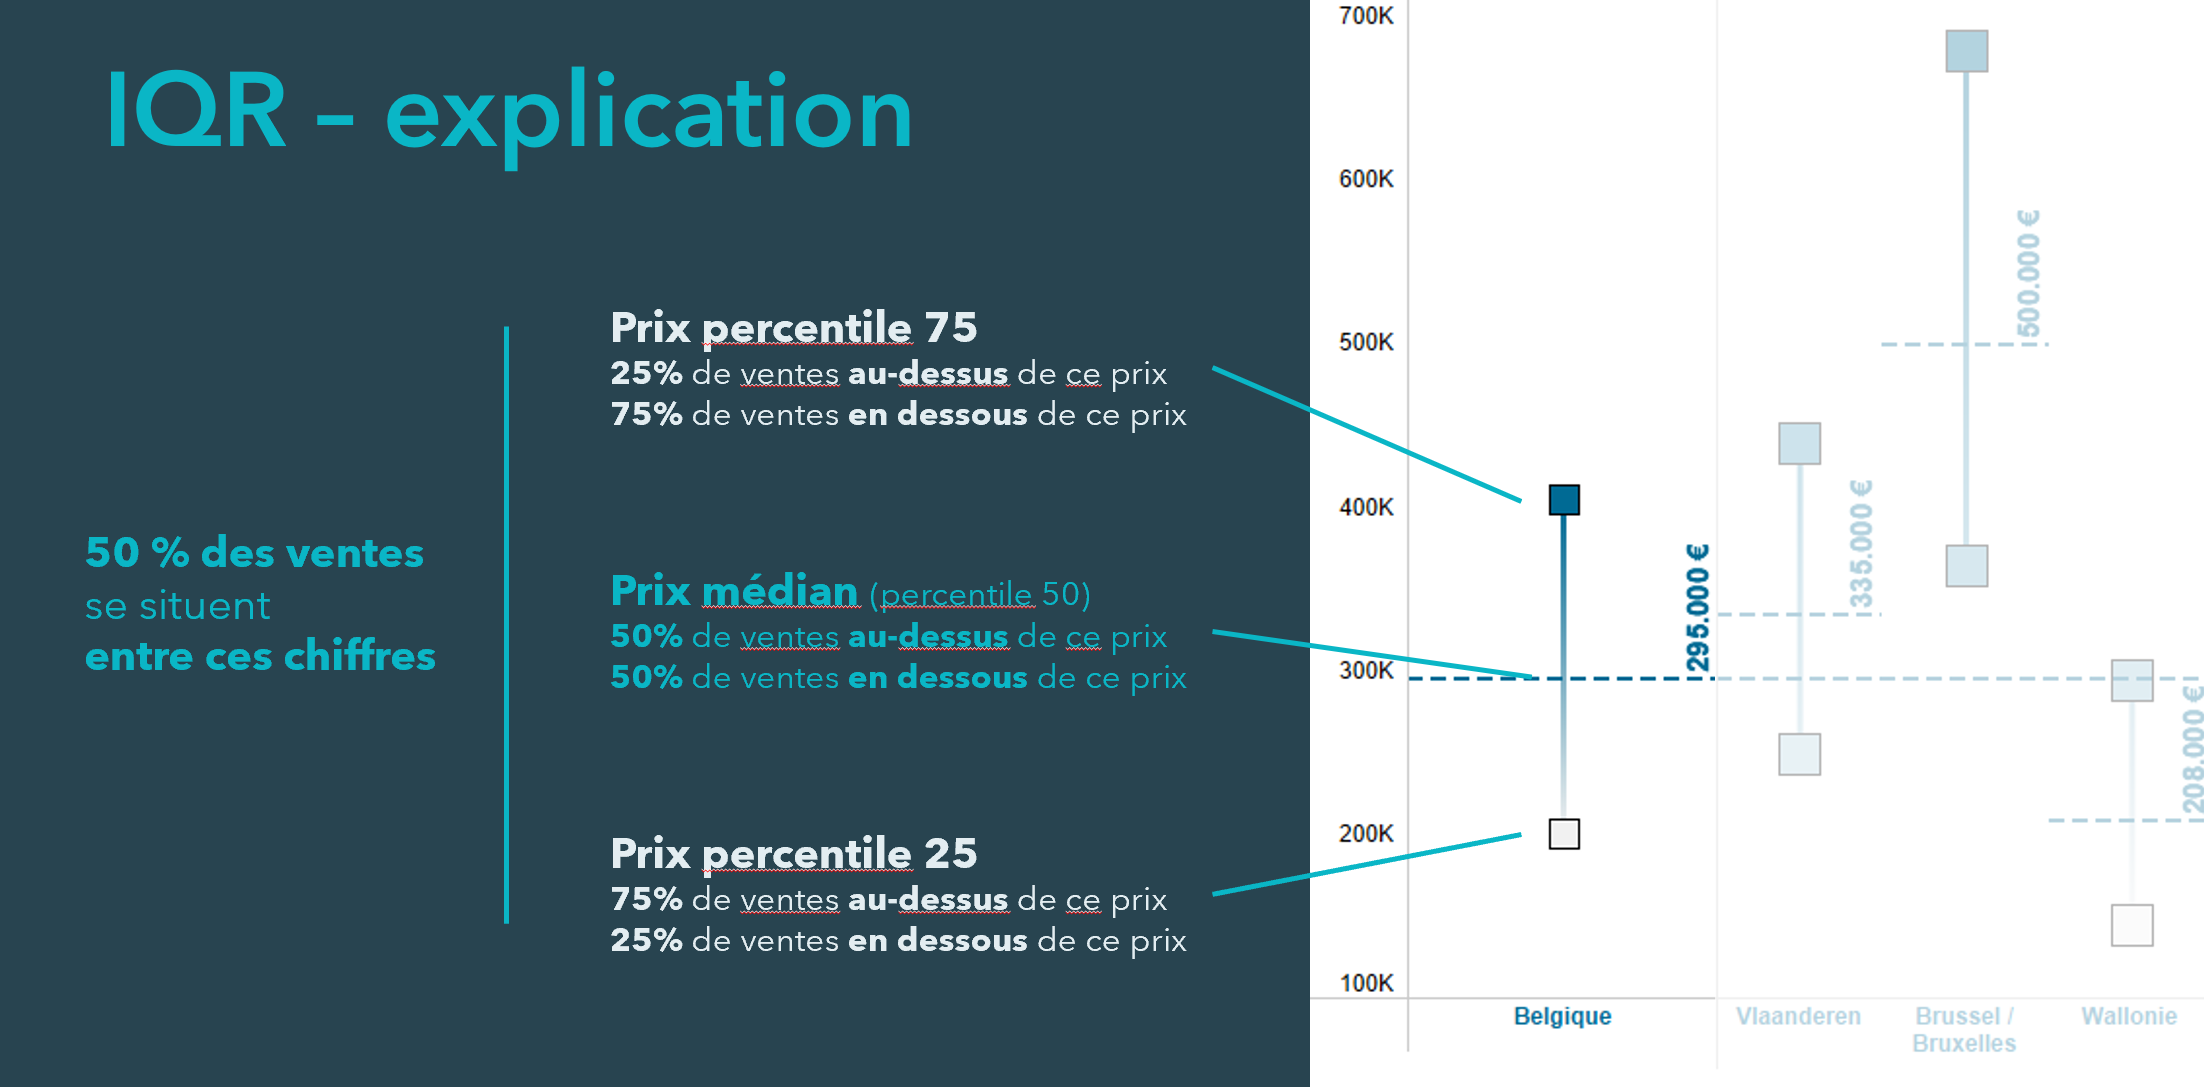 IQR – explication
50 % des ventes
se situent
entre ces chiffres
Prix percentile 75
25% de ventes au-dessus de ce prix
75% de ventes en dessous de ce prix
Prix médian (percentile 50)
50% de ventes au-dessus de ce prix
50% de ventes en dessous de ce prix
Prix percentile 25
75% de ventes au-dessus de ce prix
25% de ventes en dessous de ce prix
700K
600K
500K
400K
300K
200K
100K
295.000 €
335.000 €
500.000 €
208.000 €
Belgique
Vlaanderen
Brussel /
Bruxelles
Wallonie